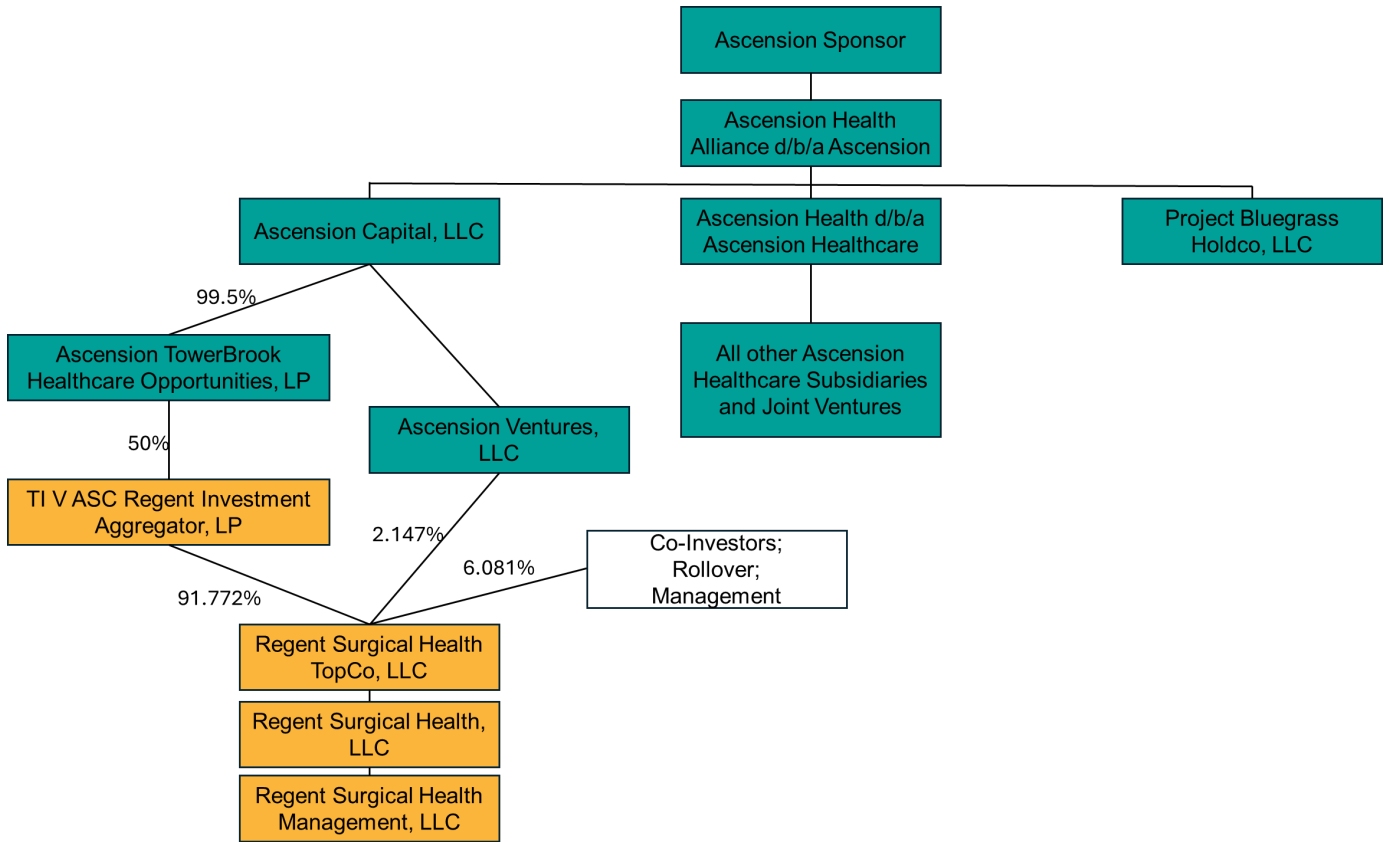 Ascension Sponsor
Ascension Health
Alliance d/b/a Ascension
Ascension Capital, LLC
Ascension Health d/b/a
Ascension Healthcare
Project Bluegrass
Holdco, LLC
99.5%
Ascension TowerBrook
Healthcare Opportunities, LP
All other Ascension
Healthcare Subsidiaries
and Joint Ventures
Ascension Ventures,
LLC
50%
TI V ASC Regent Investment
Aggregator, LP
2.147%
Co-Investors;
Rollover;
Management
6.081%
91.772%
Regent Surgical Health
TopCo, LLC
Regent Surgical Health,
LLC
Regent Surgical Health
Management, LLC